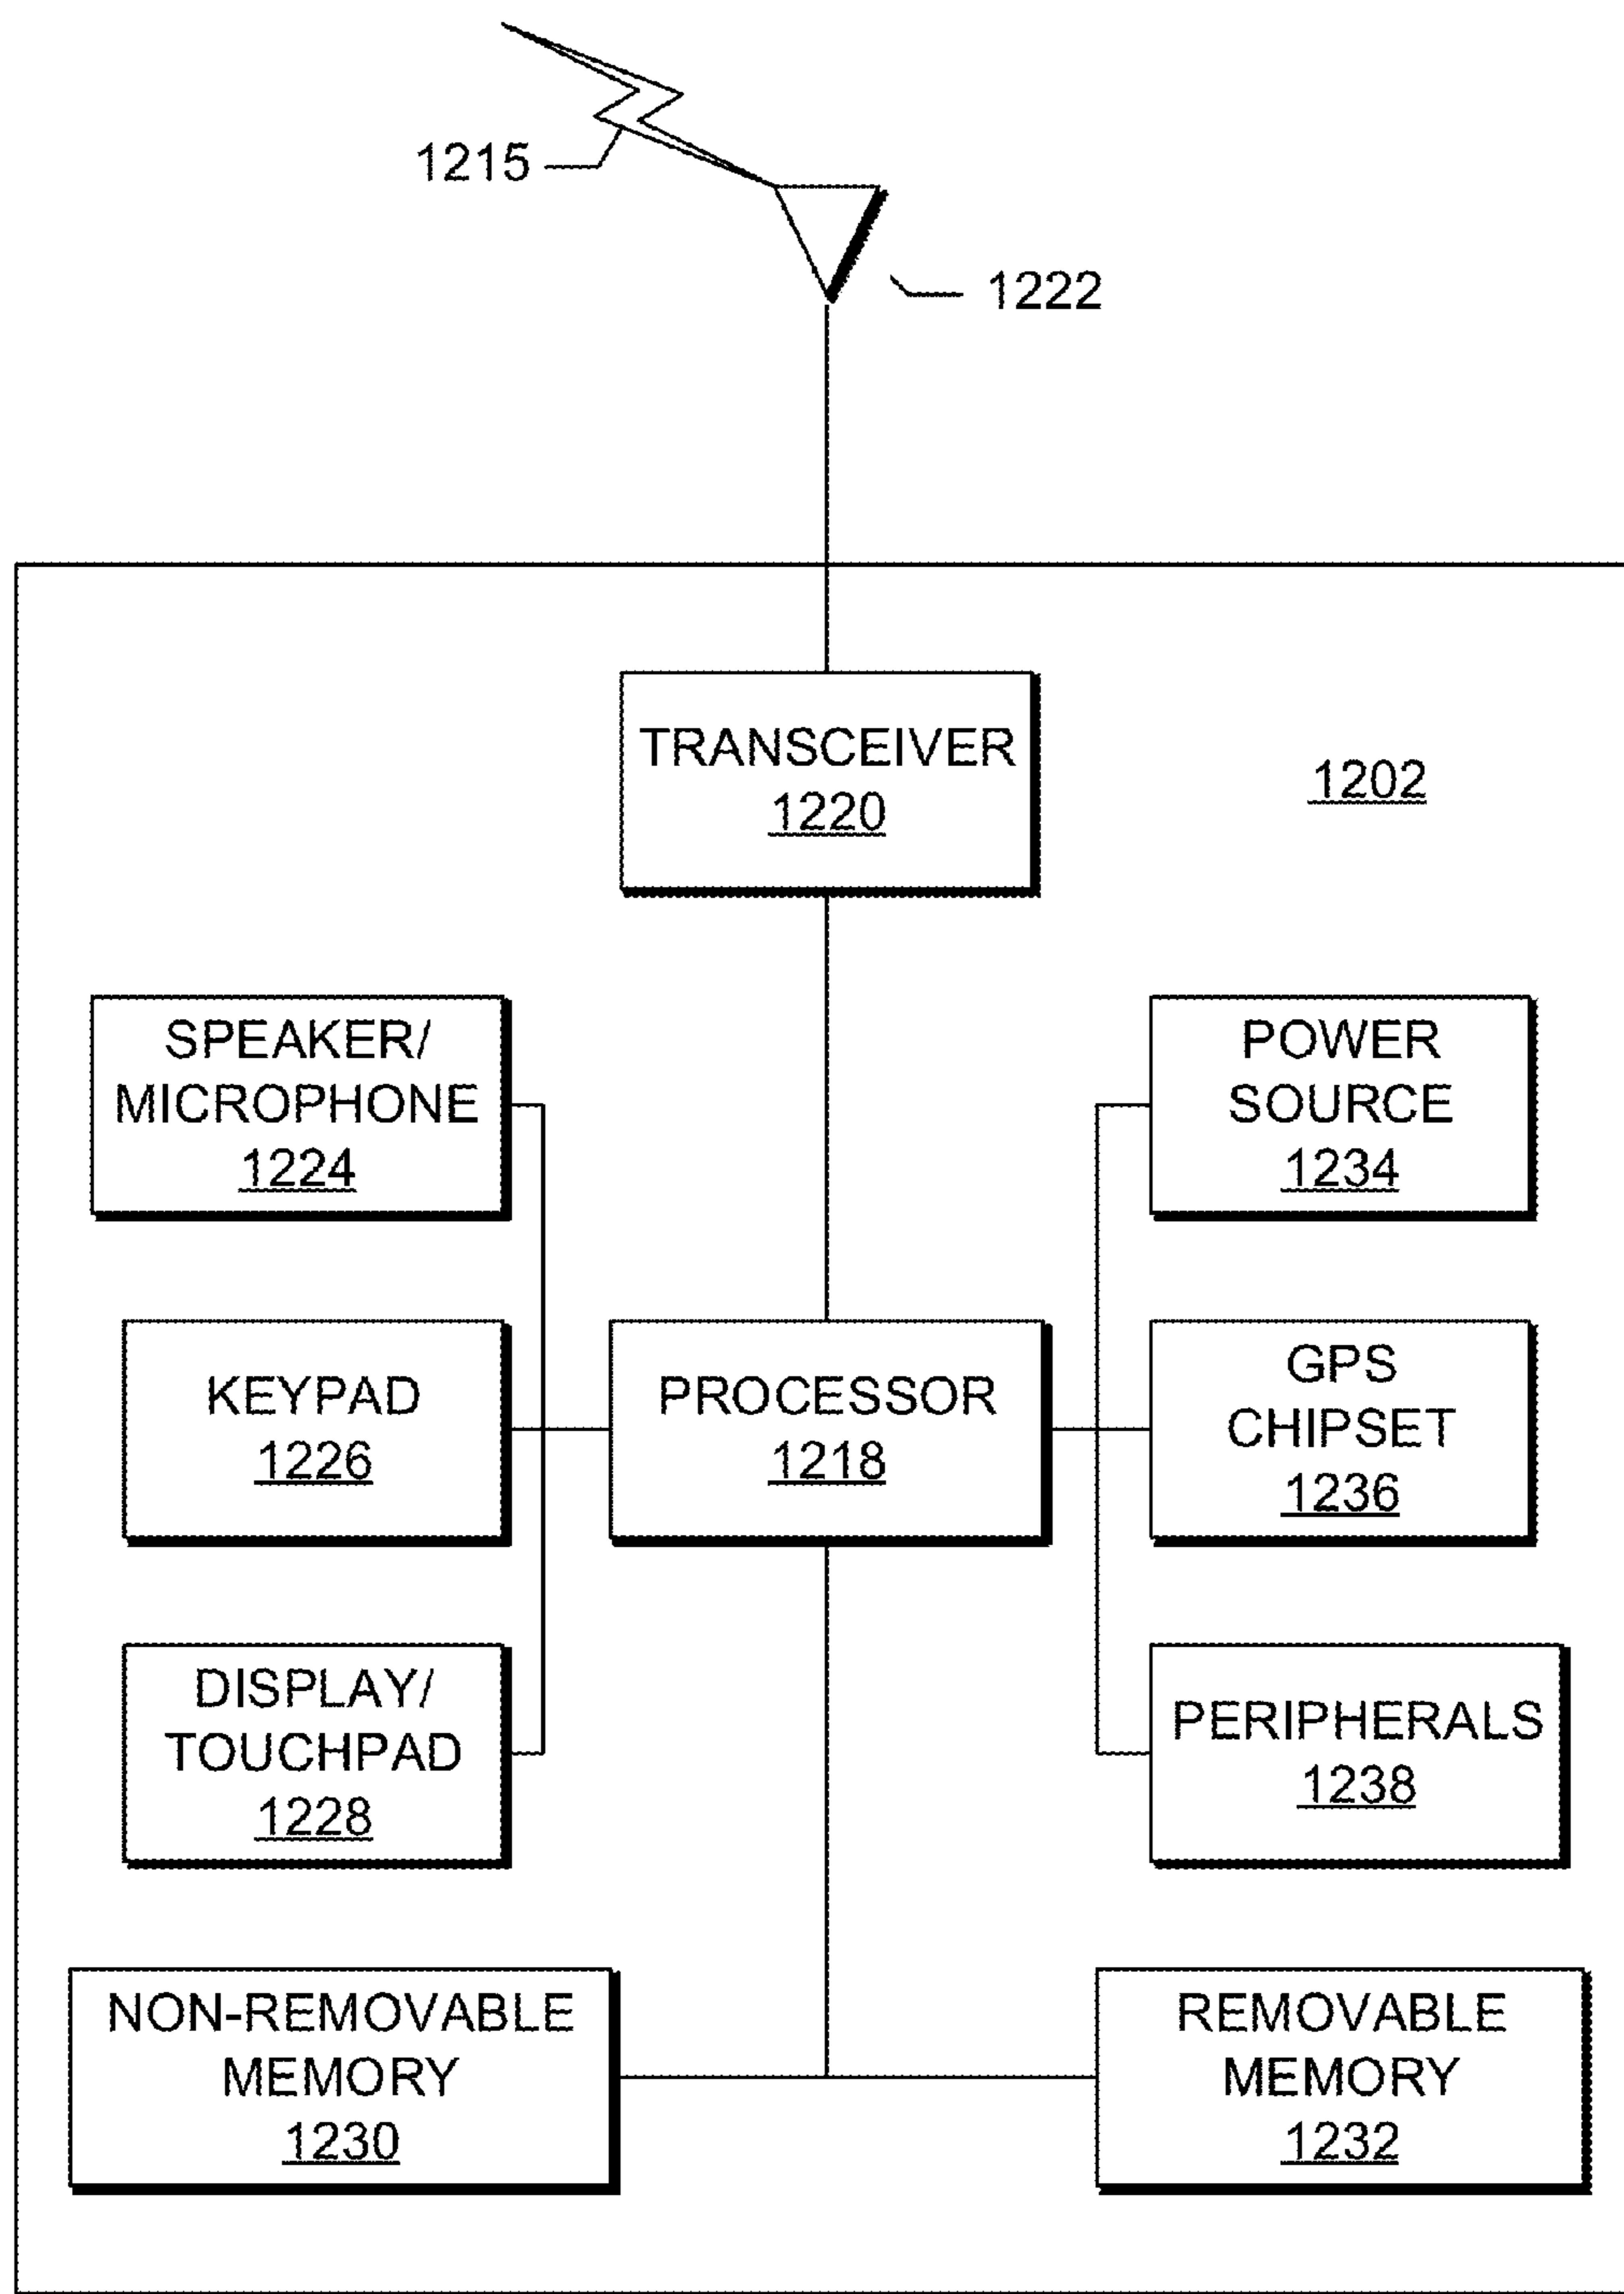 1215
1222
TRANSCEIVER
1220
1202
SPEAKER/
MICROPHONE
1224
POWER
SOURCE
1234
KEYPAD
1226
PROCESSOR
1218
GPS
CHIPSET
1236
DISPLAY/
TOUCHPAD
1228
PERIPHERALS
1238
NON-REMOVABLE
MEMORY
1230
REMOVABLE
MEMORY
1232